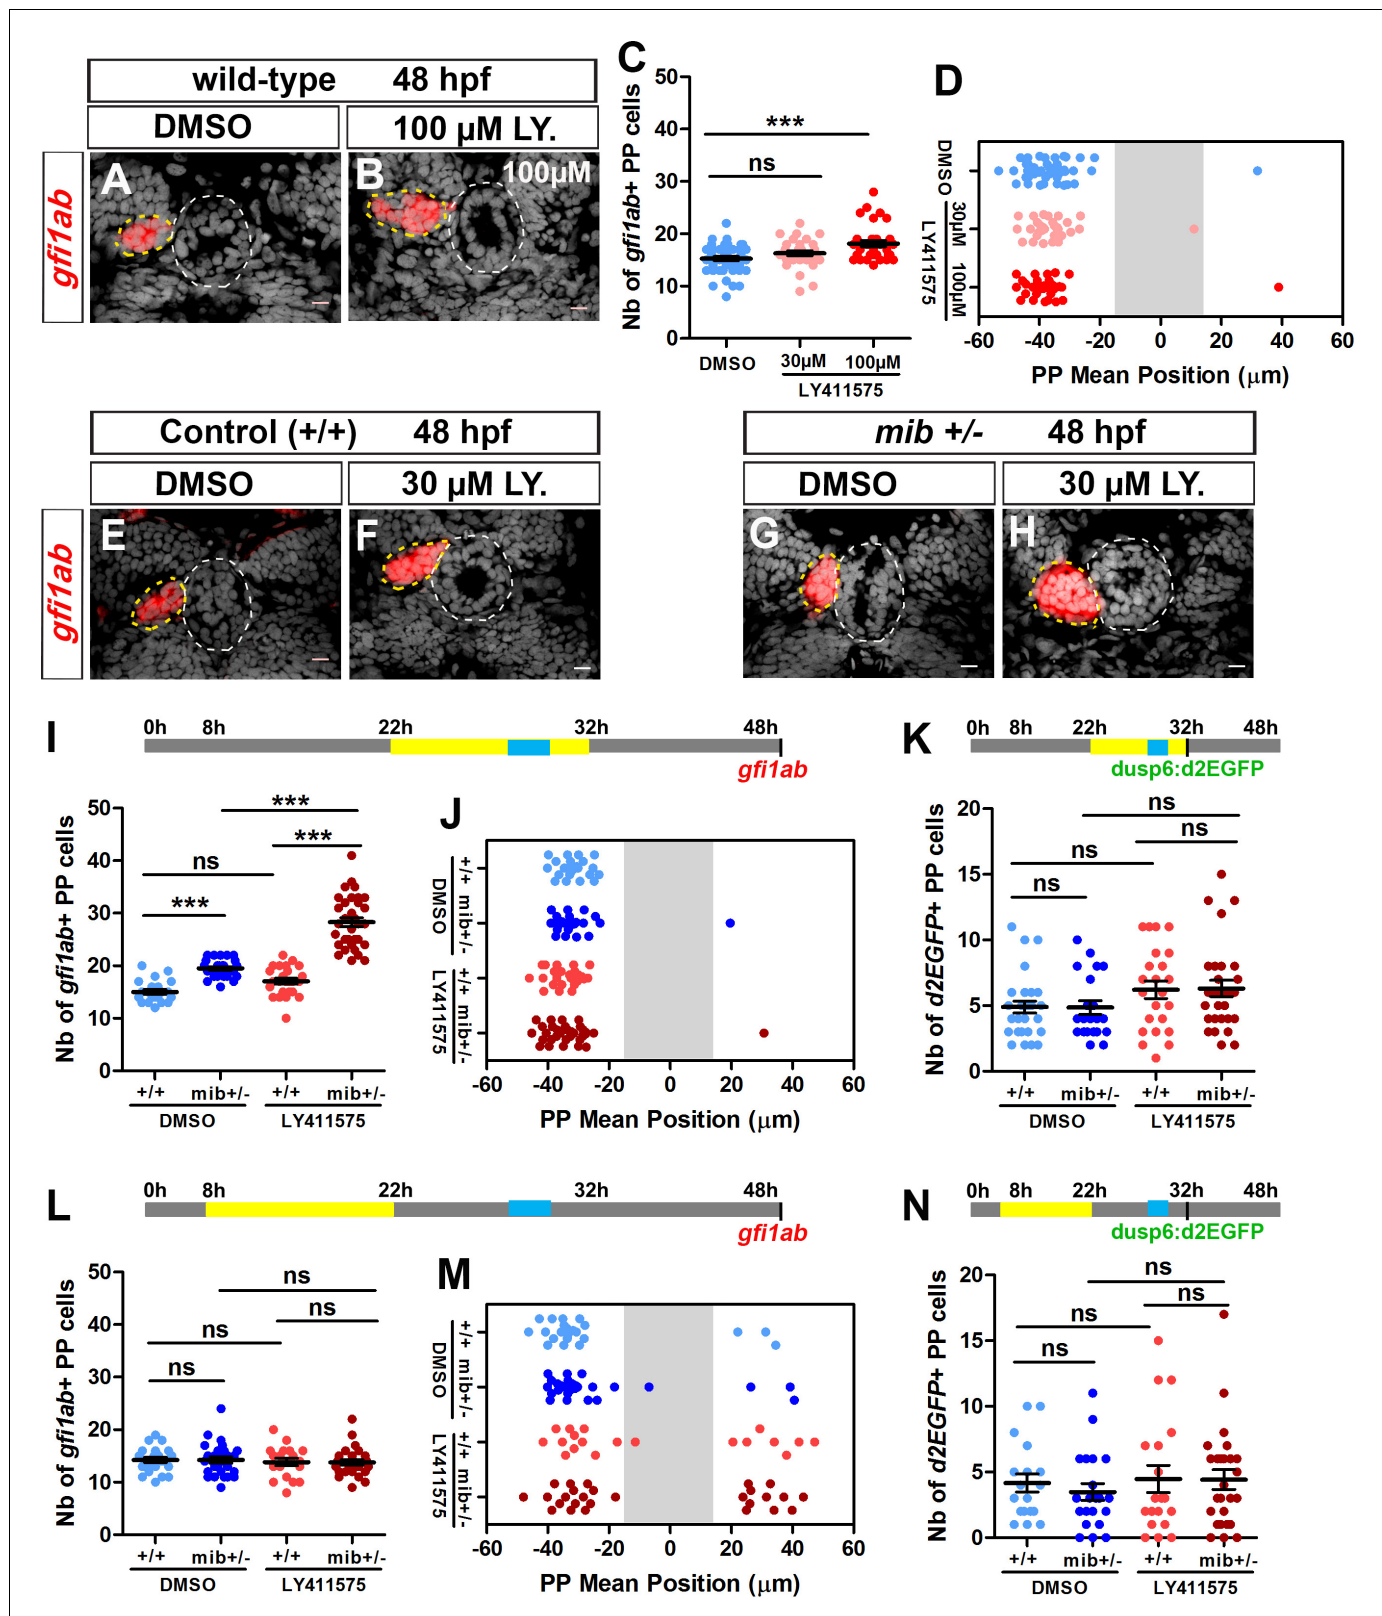 wild-type 48 hpf
DMSO 100 µM LY.
gfi1ab
A
B 100µM
C
Nb of gfi1ab+ PP cells
50
40
30
20
10
0
***
ns
DMSO 30µM 100µM
LY411575
D
DMSO
30µM 100µM
LY411575
-60 -40 -20 0 20 40 60
PP Mean Position (µm)
Control (+/+) 48 hpf
DMSO 30 µM LY.
gfi1ab
E
F
mib +/- 48 hpf
DMSO 30 µM LY.
G
H
I
0h 8h 22h 32h 48h
gfi1ab
Nb of gfi1ab+ PP cells
50
40
30
20
10
0
***
ns ***
***
+/+ mib+/- +/+ mib+/-
DMSO LY411575
J
+/+ mib+/-
DMSO
+/+ mib+/-
LY411575
-60 -40 -20 0 20 40 60
PP Mean Position (µm)
K
0h 8h 22h 32h 48h
dusp6:d2EGFP
Nb of d2EGFP+ PP cells
20
15
10
5
0
ns
ns
ns
ns
+/+ mib+/- +/+ mib+/-
DMSO LY411575
L
0h 8h 22h 32h 48h
gfi1ab
Nb of gfi1ab+ PP cells
50
40
30
20
10
0
ns
ns
ns
ns
+/+ mib+/- +/+ mib+/-
DMSO LY411575
M
+/+ mib+/-
DMSO
+/+ mib+/-
LY411575
-60 -40 -20 0 20 40 60
PP Mean Position (µm)
N
0h 8h 22h 32h 48h
dusp6:d2EGFP
Nb of d2EGFP+ PP cells
20
15
10
5
0
ns
ns
ns
ns
+/+ mib+/- +/+ mib+/-
DMSO LY411575